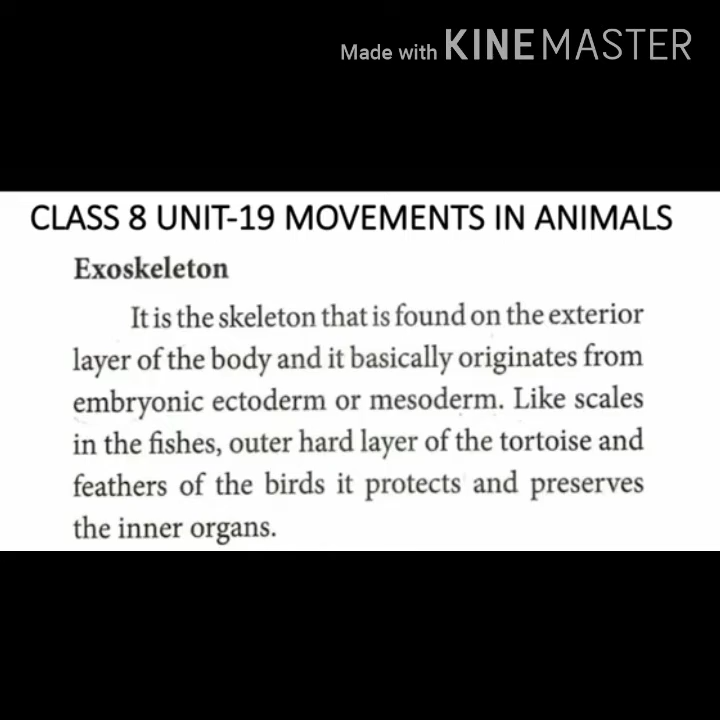 Made with KINEMASTER
CLASS 8 UNIT-19 MOVEMENTS IN ANIMALS
Exoskeleton
It is the skeleton that is found on the exterior
layer of the body and it basically originates from
embryonic ectoderm or mesoderm. Like scales
in the fishes, outer hard layer of the tortoise and
feathers of the birds it protects and preserves
the inner organs.